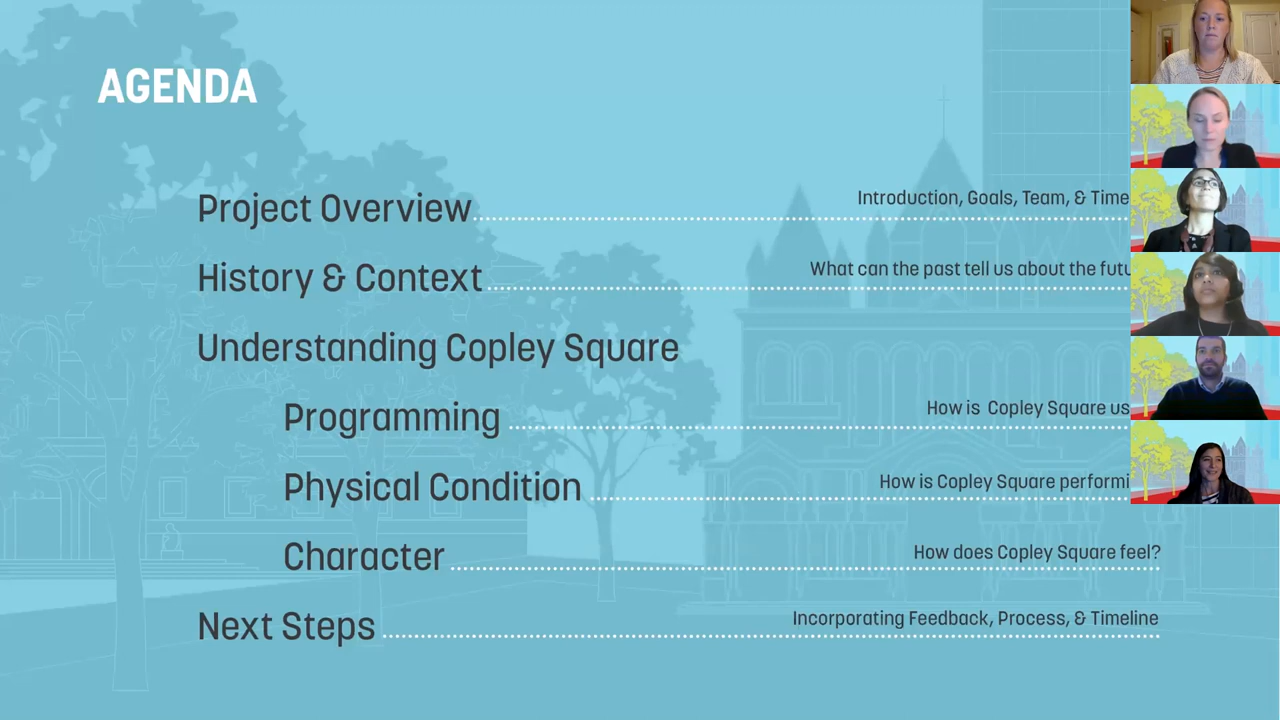 AGENDA
Project Overview Introduction, Goals, Team, & Time
History & Context What can the past tell us about the futu
Understanding Copley Square
Programming How is Copley Square us
Physical Condition How is Copley Square performi
Character How does Copley Square feel?
Next Steps Incorporating Feedback, Process, & Timeline